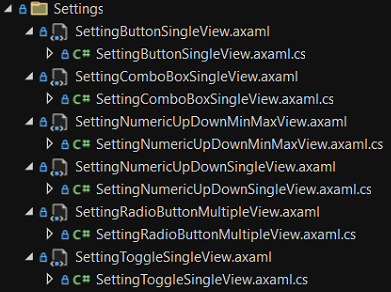 Settings
SettingButtonSingleView.axaml
C# SettingButtonSingleView.axaml.cs
SettingComboBoxSingleView.axaml
C# SettingComboBoxSingleView.axaml.cs
SettingNumericUpDownMinMaxView.axaml
C# SettingNumericUpDownMinMaxView.axaml.cs
SettingNumericUpDownSingleView.axaml
C# SettingNumericUpDownSingleView.axaml.cs
SettingRadioButtonMultipleView.axaml
C# SettingRadioButtonMultipleView.axaml.cs
SettingToggleSingleView.axaml
C# SettingToggleSingleView.axaml.cs